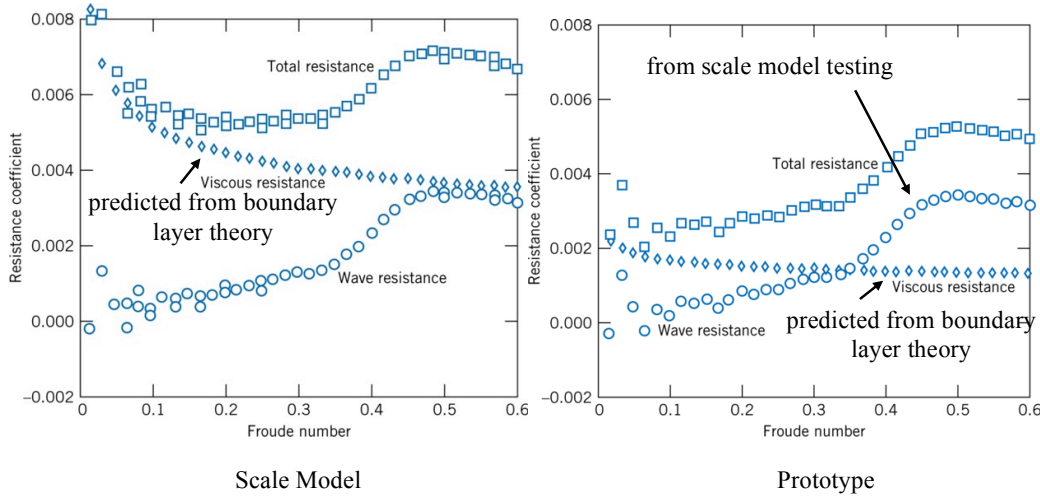 0.008
0.006
0.004
0.002
0.000
−0.002
Resistance coefficient
Total resistance
Viscous resistance
predicted from boundary
layer theory
Wave resistance
0
0.1
0.2
0.3
0.4
0.5
0.6
Froude number
Scale Model
0.008
0.006
0.004
0.002
0.000
−0.002
Resistance coefficient
from scale model testing
Total resistance
Viscous resistance
Wave resistance
predicted from boundary
layer theory
0
0.1
0.2
0.3
0.4
0.5
0.6
Froude number
Prototype